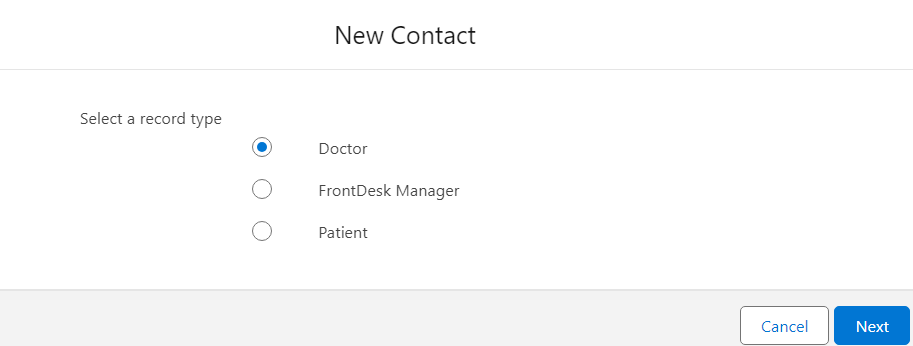 New Contact
Select a record type
Doctor
FrontDesk Manager
Patient
Cancel
Next